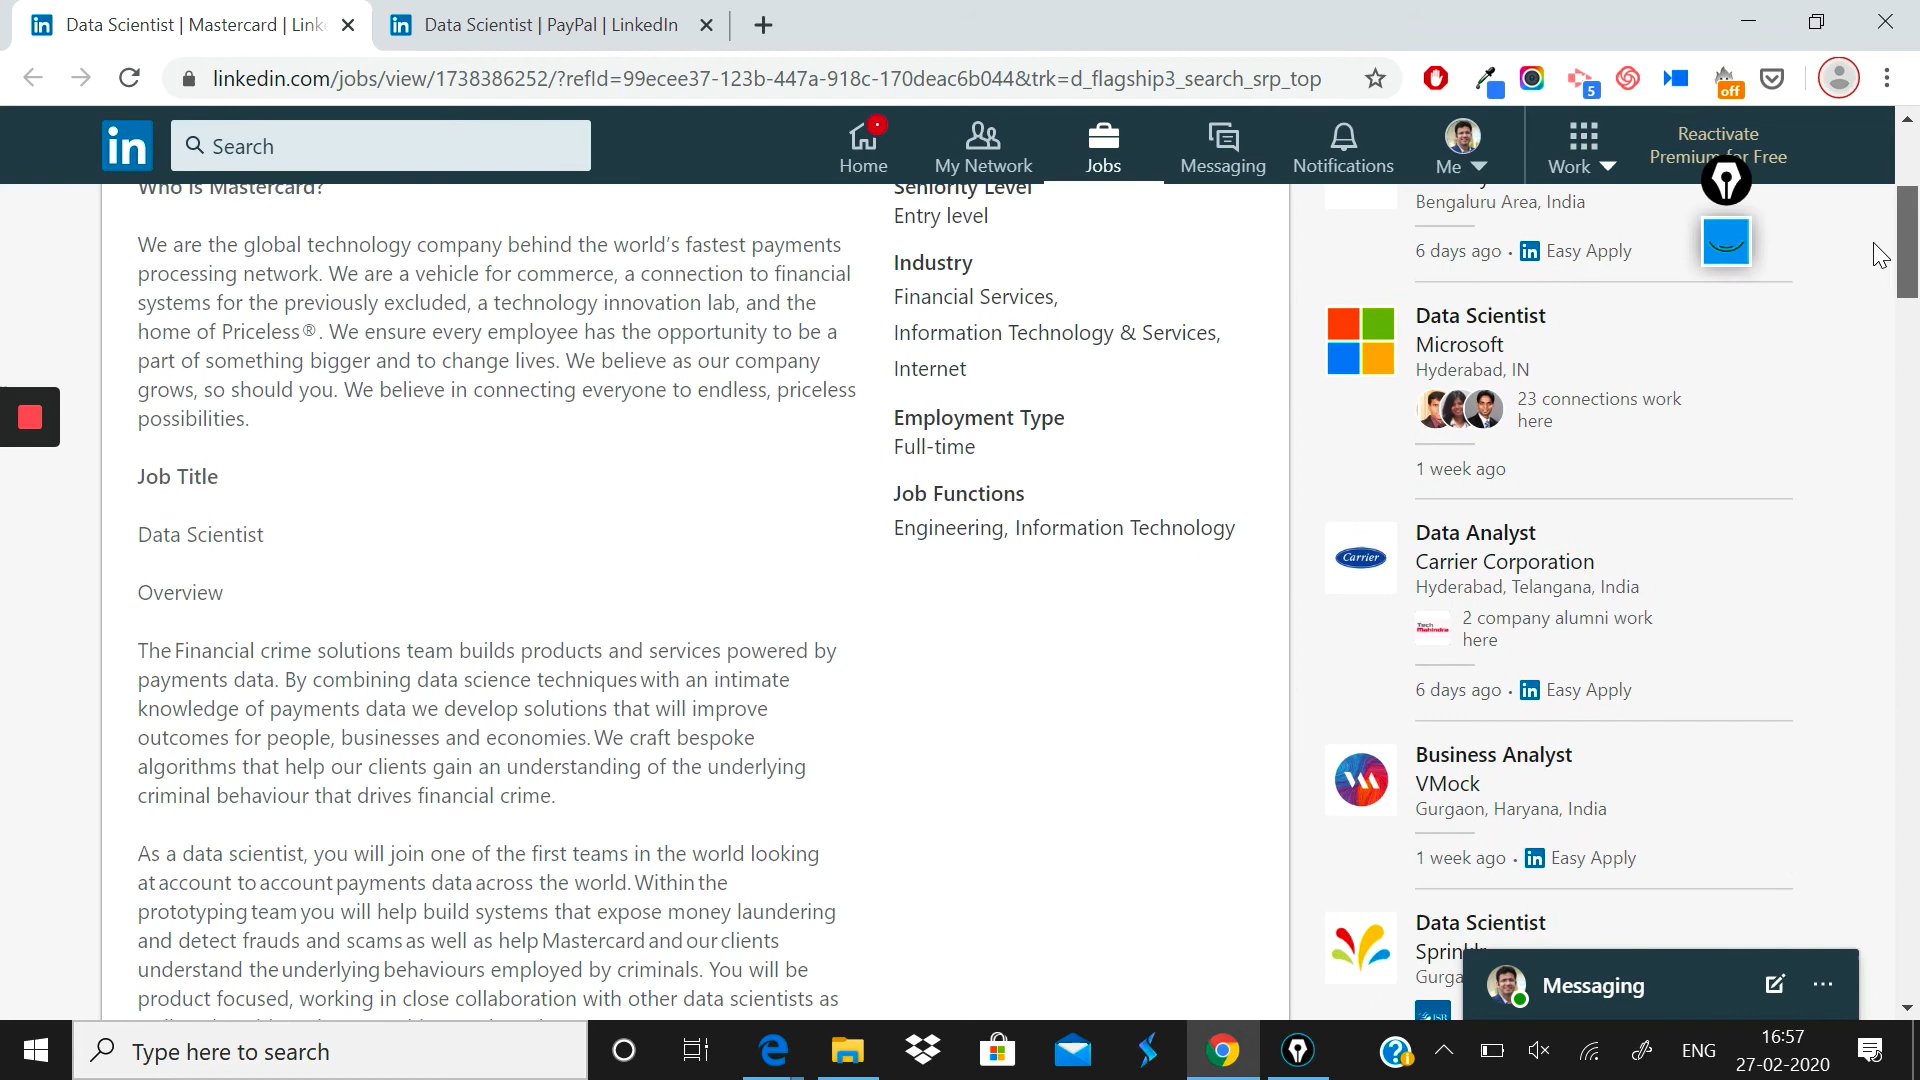 Data Scientist | Mastercard | Link
Data Scientist | PayPal | LinkedIn
linkedin.com/jobs/view/1738386252/?refId=99ecee37-123b-447a-918c-170deac6b044&trk=d_flagship3_search_srp_top
5
off
in
Search
Home
My Network
Jobs
Messaging
Notifications
Me
Work
Reactivate
Premium for Free
Who is Mastercard?
We are the global technology company behind the world's fastest payments
processing network. We are a vehicle for commerce, a connection to financial
systems for the previously excluded, a technology innovation lab, and the
home of Priceless®. We ensure every employee has the opportunity to be a
part of something bigger and to change lives. We believe as our company
grows, so should you. We believe in connecting everyone to endless, priceless
possibilities.
Job Title
Data Scientist
Overview
The Financial crime solutions team builds products and services powered by
payments data. By combining data science techniques with an intimate
knowledge of payments data we develop solutions that will improve
outcomes for people, businesses and economies. We craft bespoke
algorithms that help our clients gain an understanding of the underlying
criminal behaviour that drives financial crime.
As a data scientist, you will join one of the first teams in the world looking
at account to account payments data across the world. Within the
prototyping team you will help build systems that expose money laundering
and detect frauds and scams as well as help Mastercard and our clients
understand the underlying behaviours employed by criminals. You will be
product focused, working in close collaboration with other data scientists as
Seniority Level
Entry level
Industry
Financial Services,
Information Technology & Services,
Internet
Employment Type
Full-time
Job Functions
Engineering, Information Technology
Bengaluru Area, India
6 days ago · in Easy Apply
Data Scientist
Microsoft
Hyderabad, IN
23 connections work
here
1 week ago
Carrier
Data Analyst
Carrier Corporation
Hyderabad, Telangana, India
Tech
Mahindra
2 company alumni work
here
6 days ago · in Easy Apply
Business Analyst
VMock
Gurgaon, Haryana, India
1 week ago · in Easy Apply
Data Scientist
Sprinklr
Gurga
ISB
Messaging
Type here to search
ENG
16:57
27-02-2020